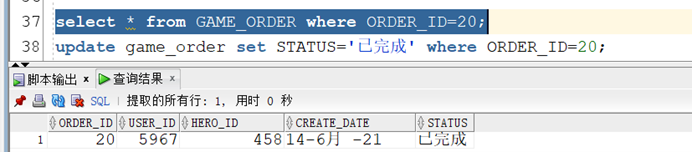 37 select * from GAME_ORDER where ORDER_ID=20;
38 update game_order set STATUS='已完成' where ORDER_ID=20;
脚本输出 × 查询结果 ×
SQL | 提取的所有行: 1, 用时 0 秒
ORDER_ID USER_ID HERO_ID CREATE_DATE STATUS
1 20 5967 458 14-6月 -21 已完成